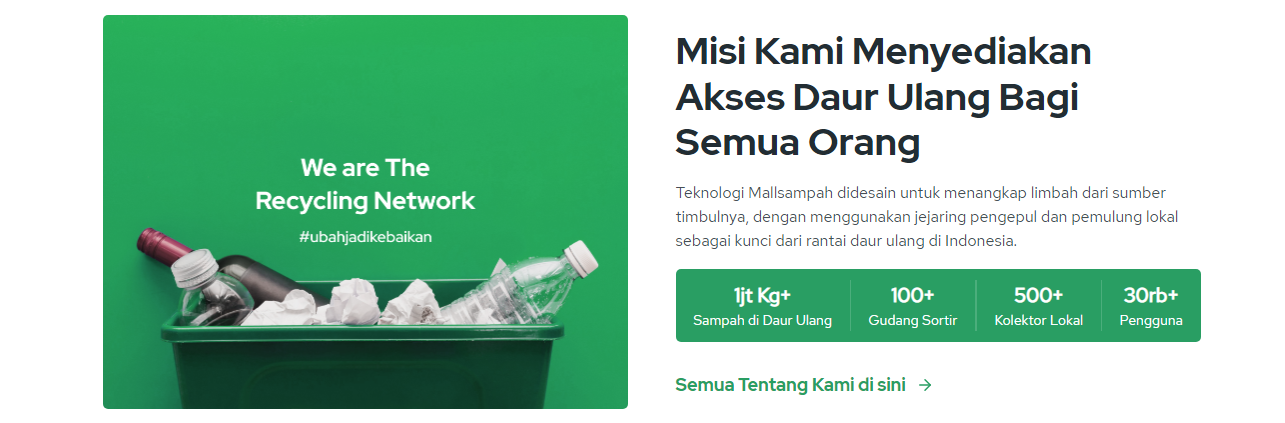 We are The
Recycling Network
#ubahjadikebaikan
Misi Kami Menyediakan
Akses Daur Ulang Bagi
Semua Orang
Teknologi Mallsampah didesain untuk menangkap limbah dari sumber
timbulnya, dengan menggunakan jejaring pengepul dan pemulung lokal
sebagai kunci dari rantai daur ulang di Indonesia.
1jt Kg+
Sampah di Daur Ulang
100+
Gudang Sortir
500+
Kolektor Lokal
30rb+
Pengguna
Semua Tentang Kami di sini →